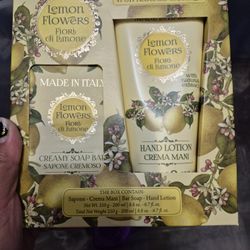 Lemon
Flowers
Fiori
di Limone
MADE IN ITALY
Lemon
Flowers
Fiori
di Limone
CREAMY SOAP BAR
SAPONE CREMOSO
Lemon
Flowers
Fiori
di Limone
with
HAND LOTION
CREMA MANI
THE BOX CONTAIN:
Sapone - Crema Mani | Bar Soap - Hand Lotion